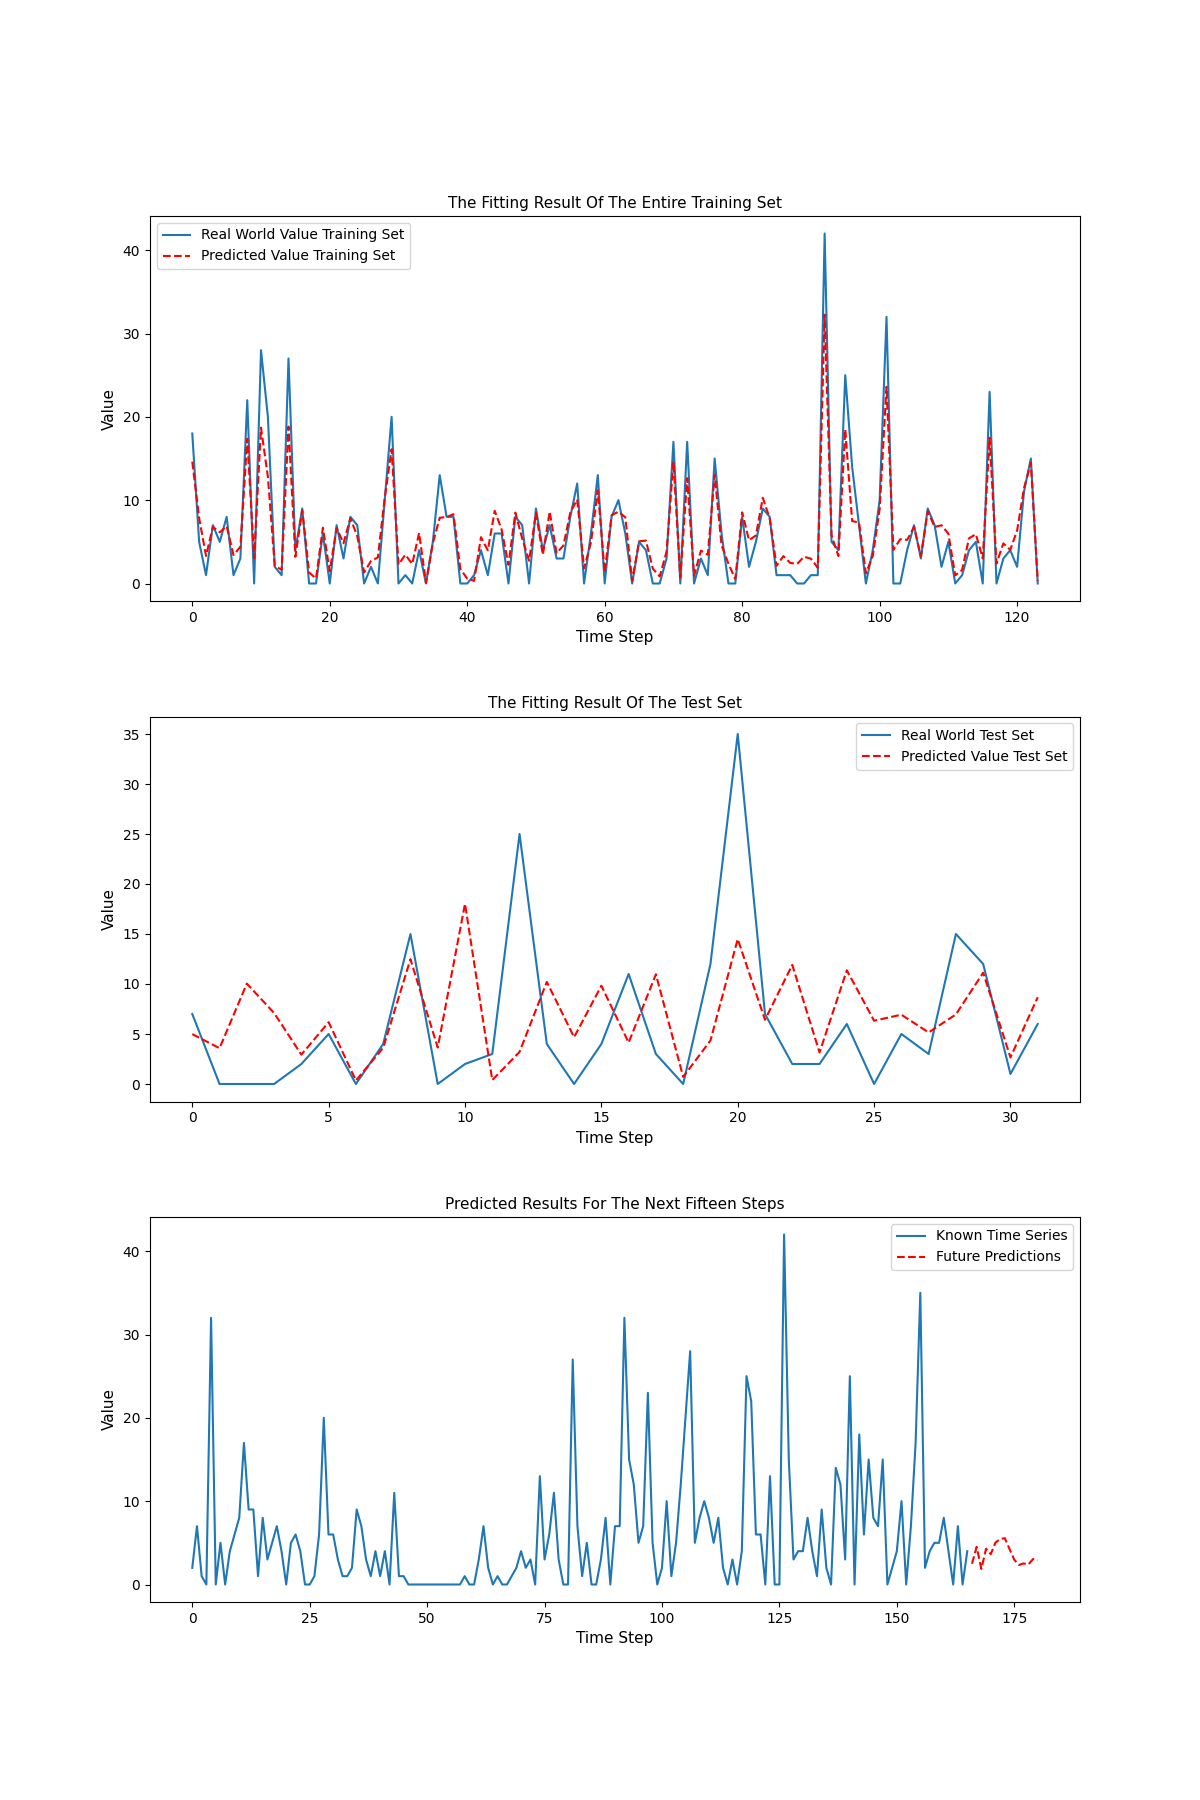 The Fitting Result Of The Entire Training Set
Real World Value Training Set
Predicted Value Training Set
Value
40
30
20
10
0
0 20 40 60 80 100 120
Time Step
The Fitting Result Of The Test Set
Real World Test Set
Predicted Value Test Set
Value
35
30
25
20
15
10
5
0
0 5 10 15 20 25 30
Time Step
Predicted Results For The Next Fifteen Steps
Known Time Series
Future Predictions
Value
40
30
20
10
0
0 25 50 75 100 125 150 175
Time Step